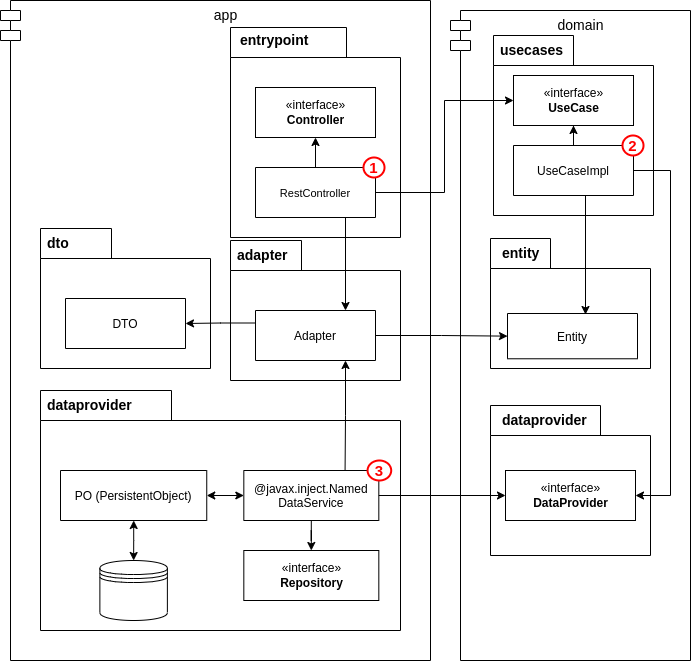 app
domain
entrypoint
«interface»
Controller
1
RestController
usecases
«interface»
UseCase
2
UseCaseImpl
dto
DTO
adapter
Adapter
entity
Entity
dataprovider
PO (PersistentObject)
3
@javax.inject.Named
DataService
«interface»
Repository
dataprovider
«interface»
DataProvider